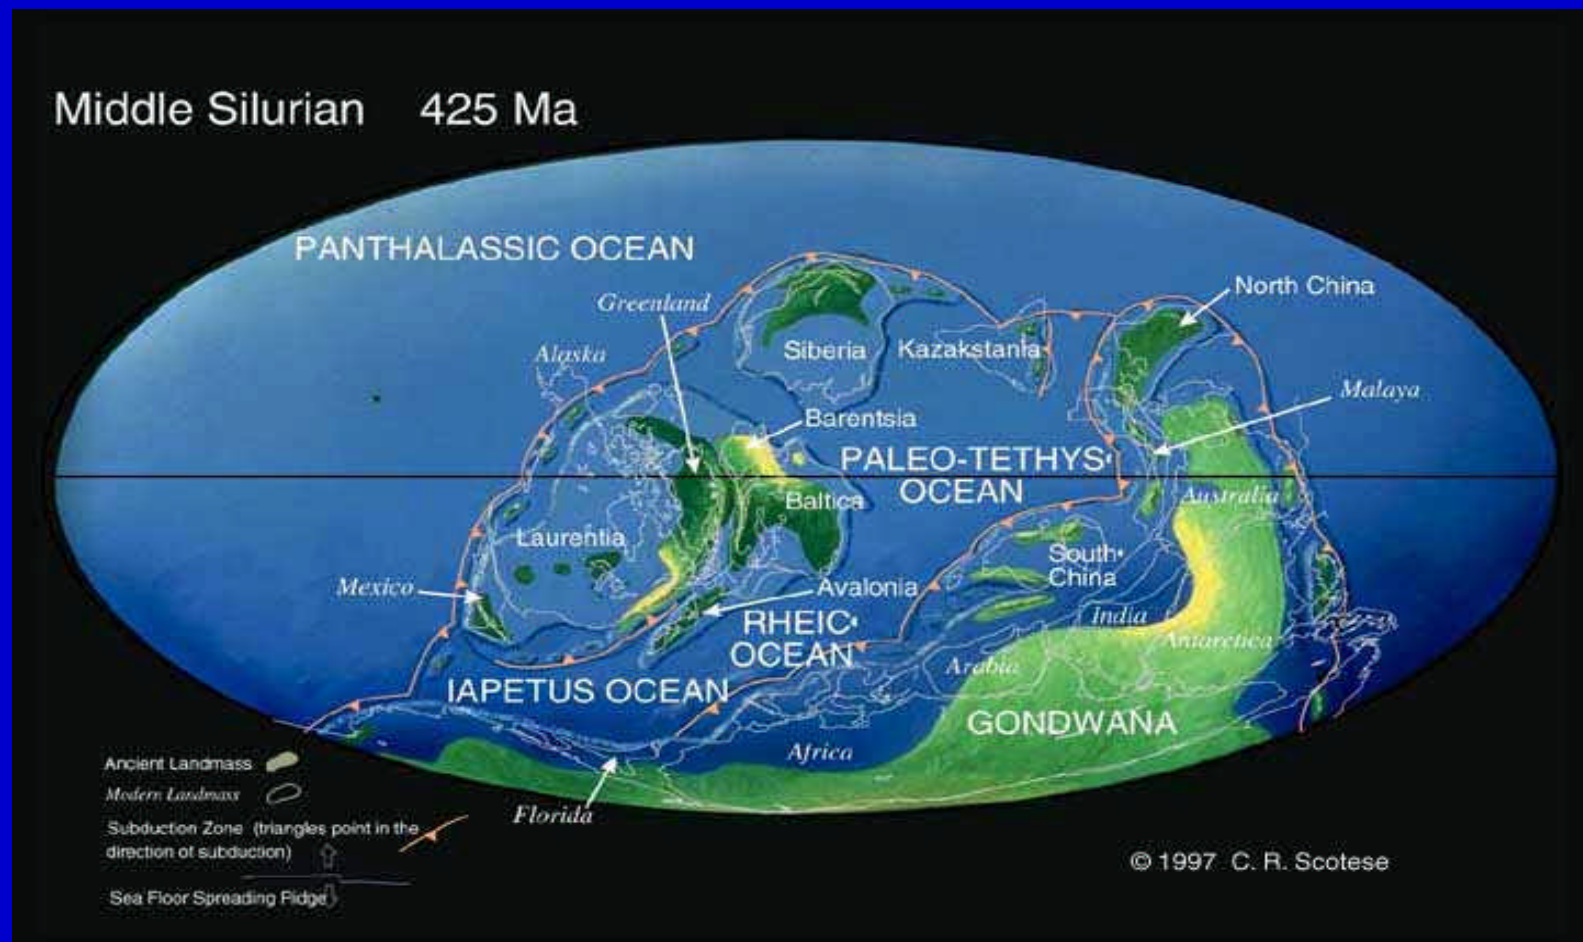 Middle Silurian 425 Ma
PANTHALASSIC OCEAN
North China
Greenland
Alaska
Siberia
Kazakstania
Malaya
Barentsia
PALEO-TETHYS
OCEAN
Baltica
Australia
Laurentia
South
China
Mexico
Avalonia
India
RHEIC
OCEAN
Antarctica
Arabia
IAPETUS OCEAN
GONDWANA
Africa
Florida
Ancient Landmass
Modern Landmass
Subduction Zone (triangles point in the
direction of subduction)
Sea Floor Spreading Ridge
© 1997 C. R. Scotese